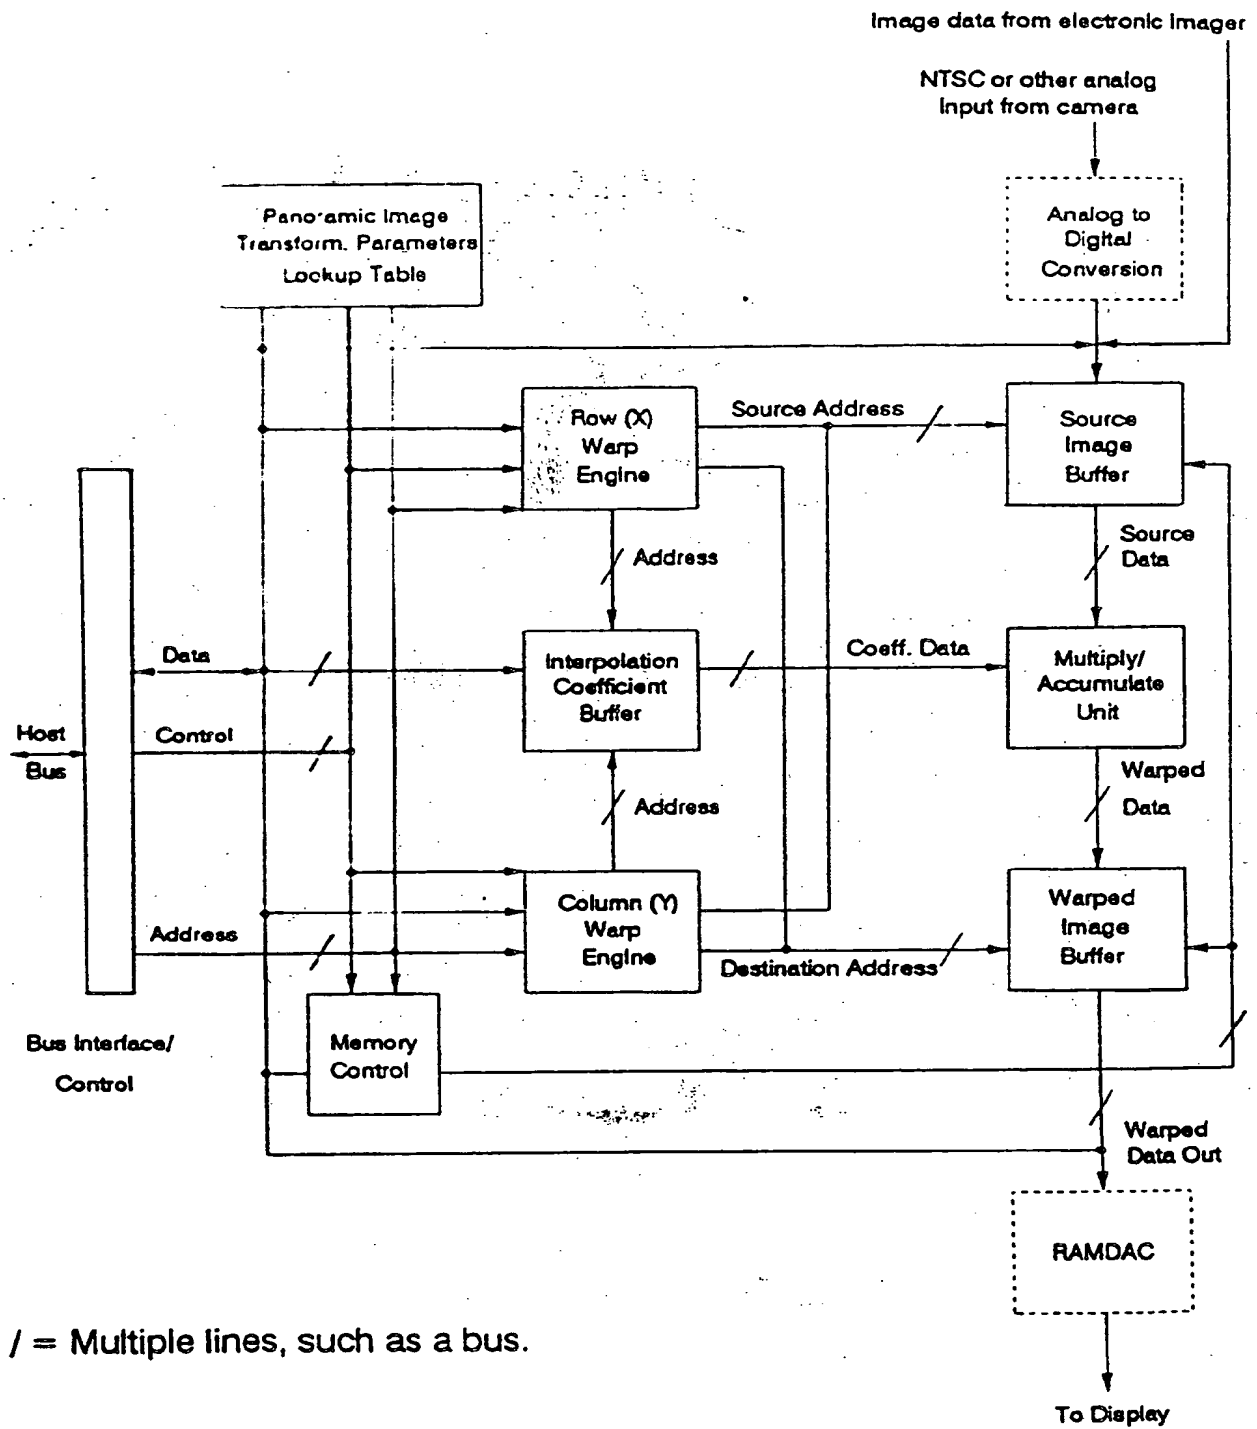 Image data from electronic imager
NTSC or other analog
Input from camera
Analog to
Digital
Conversion
Panoramic Image
Transform. Parameters
Lookup Table
Row (X)
Warp
Engine
Source Address
Source
Image
Buffer
Source
Data
Address
Data
Interpolation
Coefficient
Buffer
Coeff. Data
Multiply/
Accumulate
Unit
Host
Bus
Control
Warped
Data
Address
Column (Y)
Warp
Engine
Warped
Image
Buffer
Address
Destination Address
Bus Interface/
Control
Memory
Control
Warped
Data Out
RAMDAC
/ = Multiple lines, such as a bus.
To Display